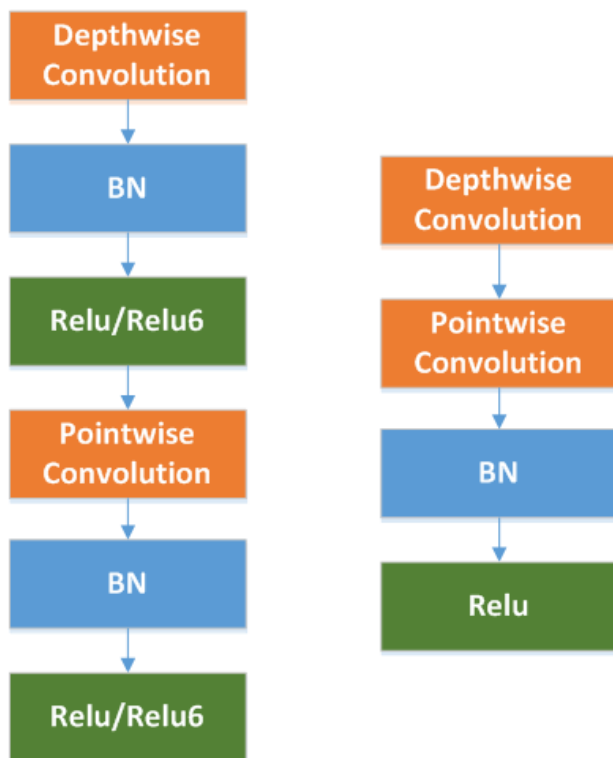 Depthwise
Convolution
BN
Relu/Relu6
Pointwise
Convolution
BN
Relu/Relu6
Depthwise
Convolution
Pointwise
Convolution
BN
Relu